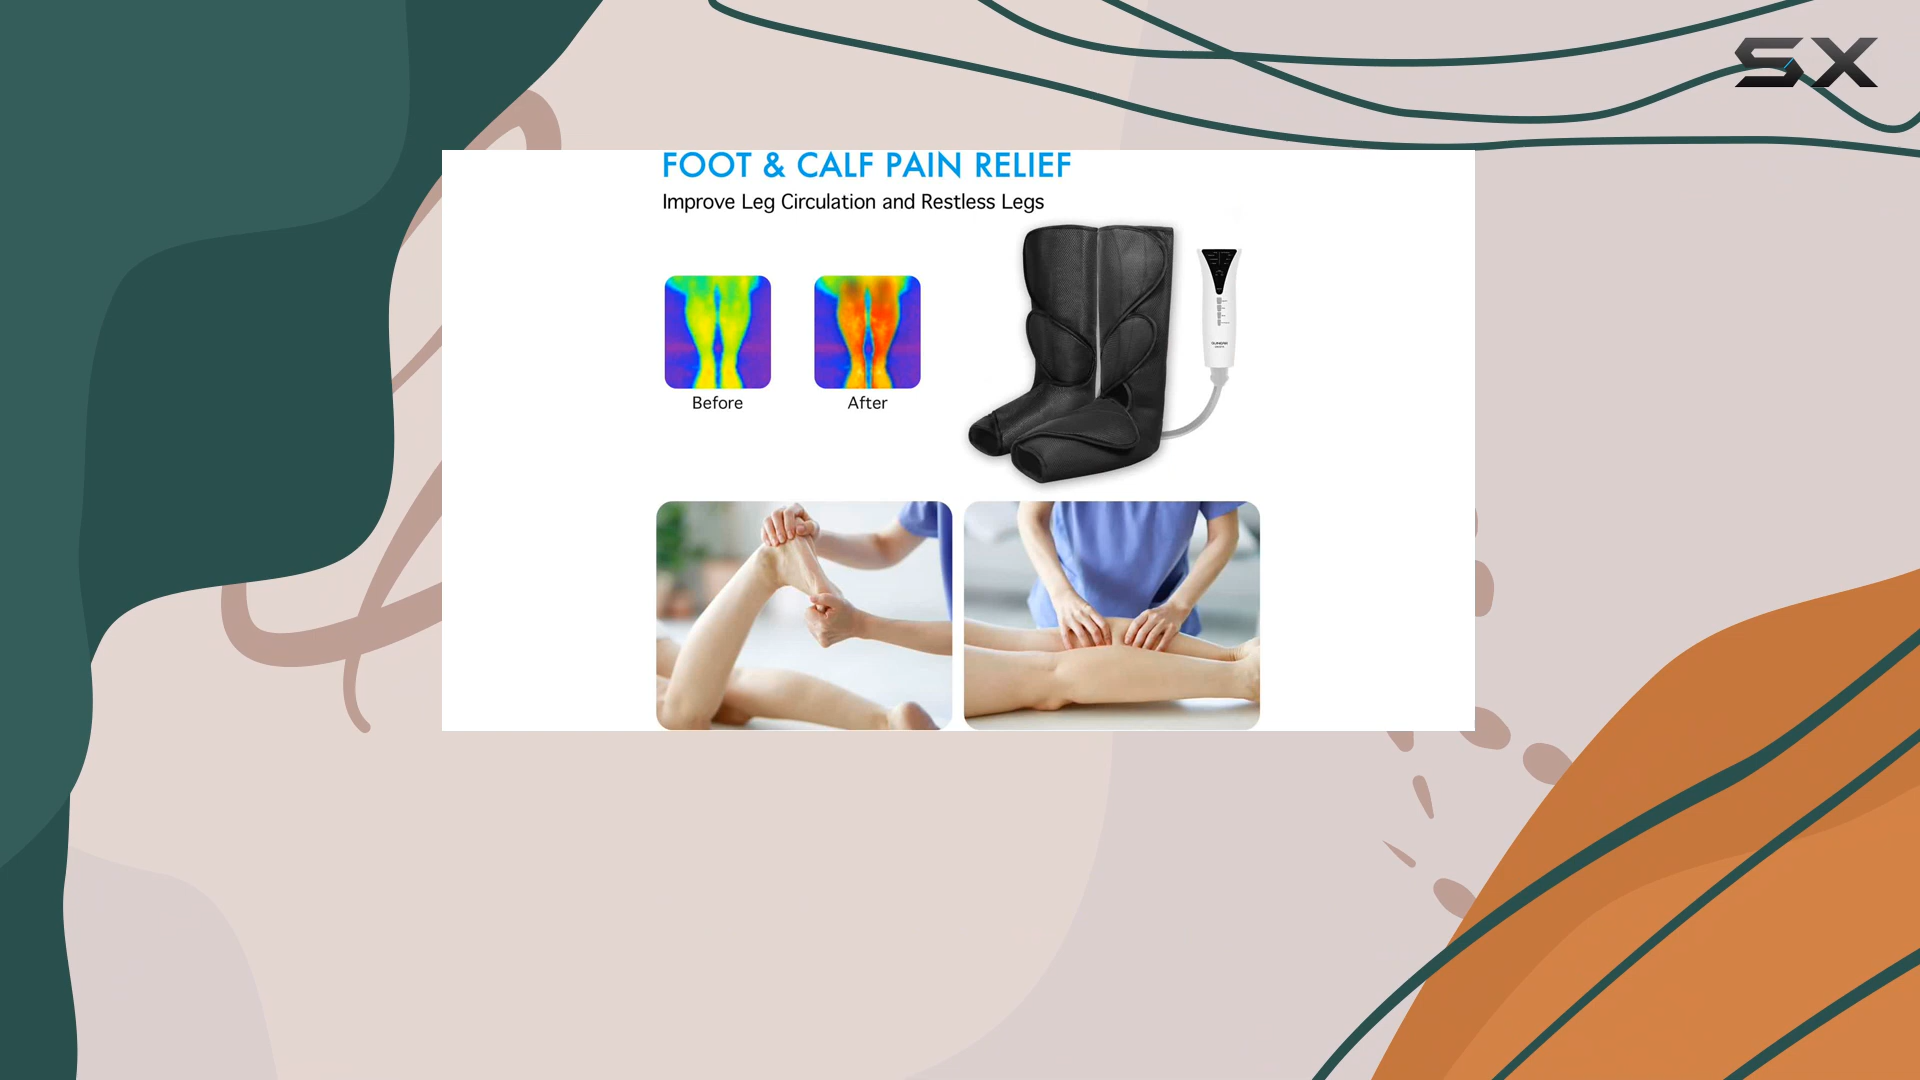 SX
FOOT & CALF PAIN RELIEF
Improve Leg Circulation and Restless Legs
Before
After